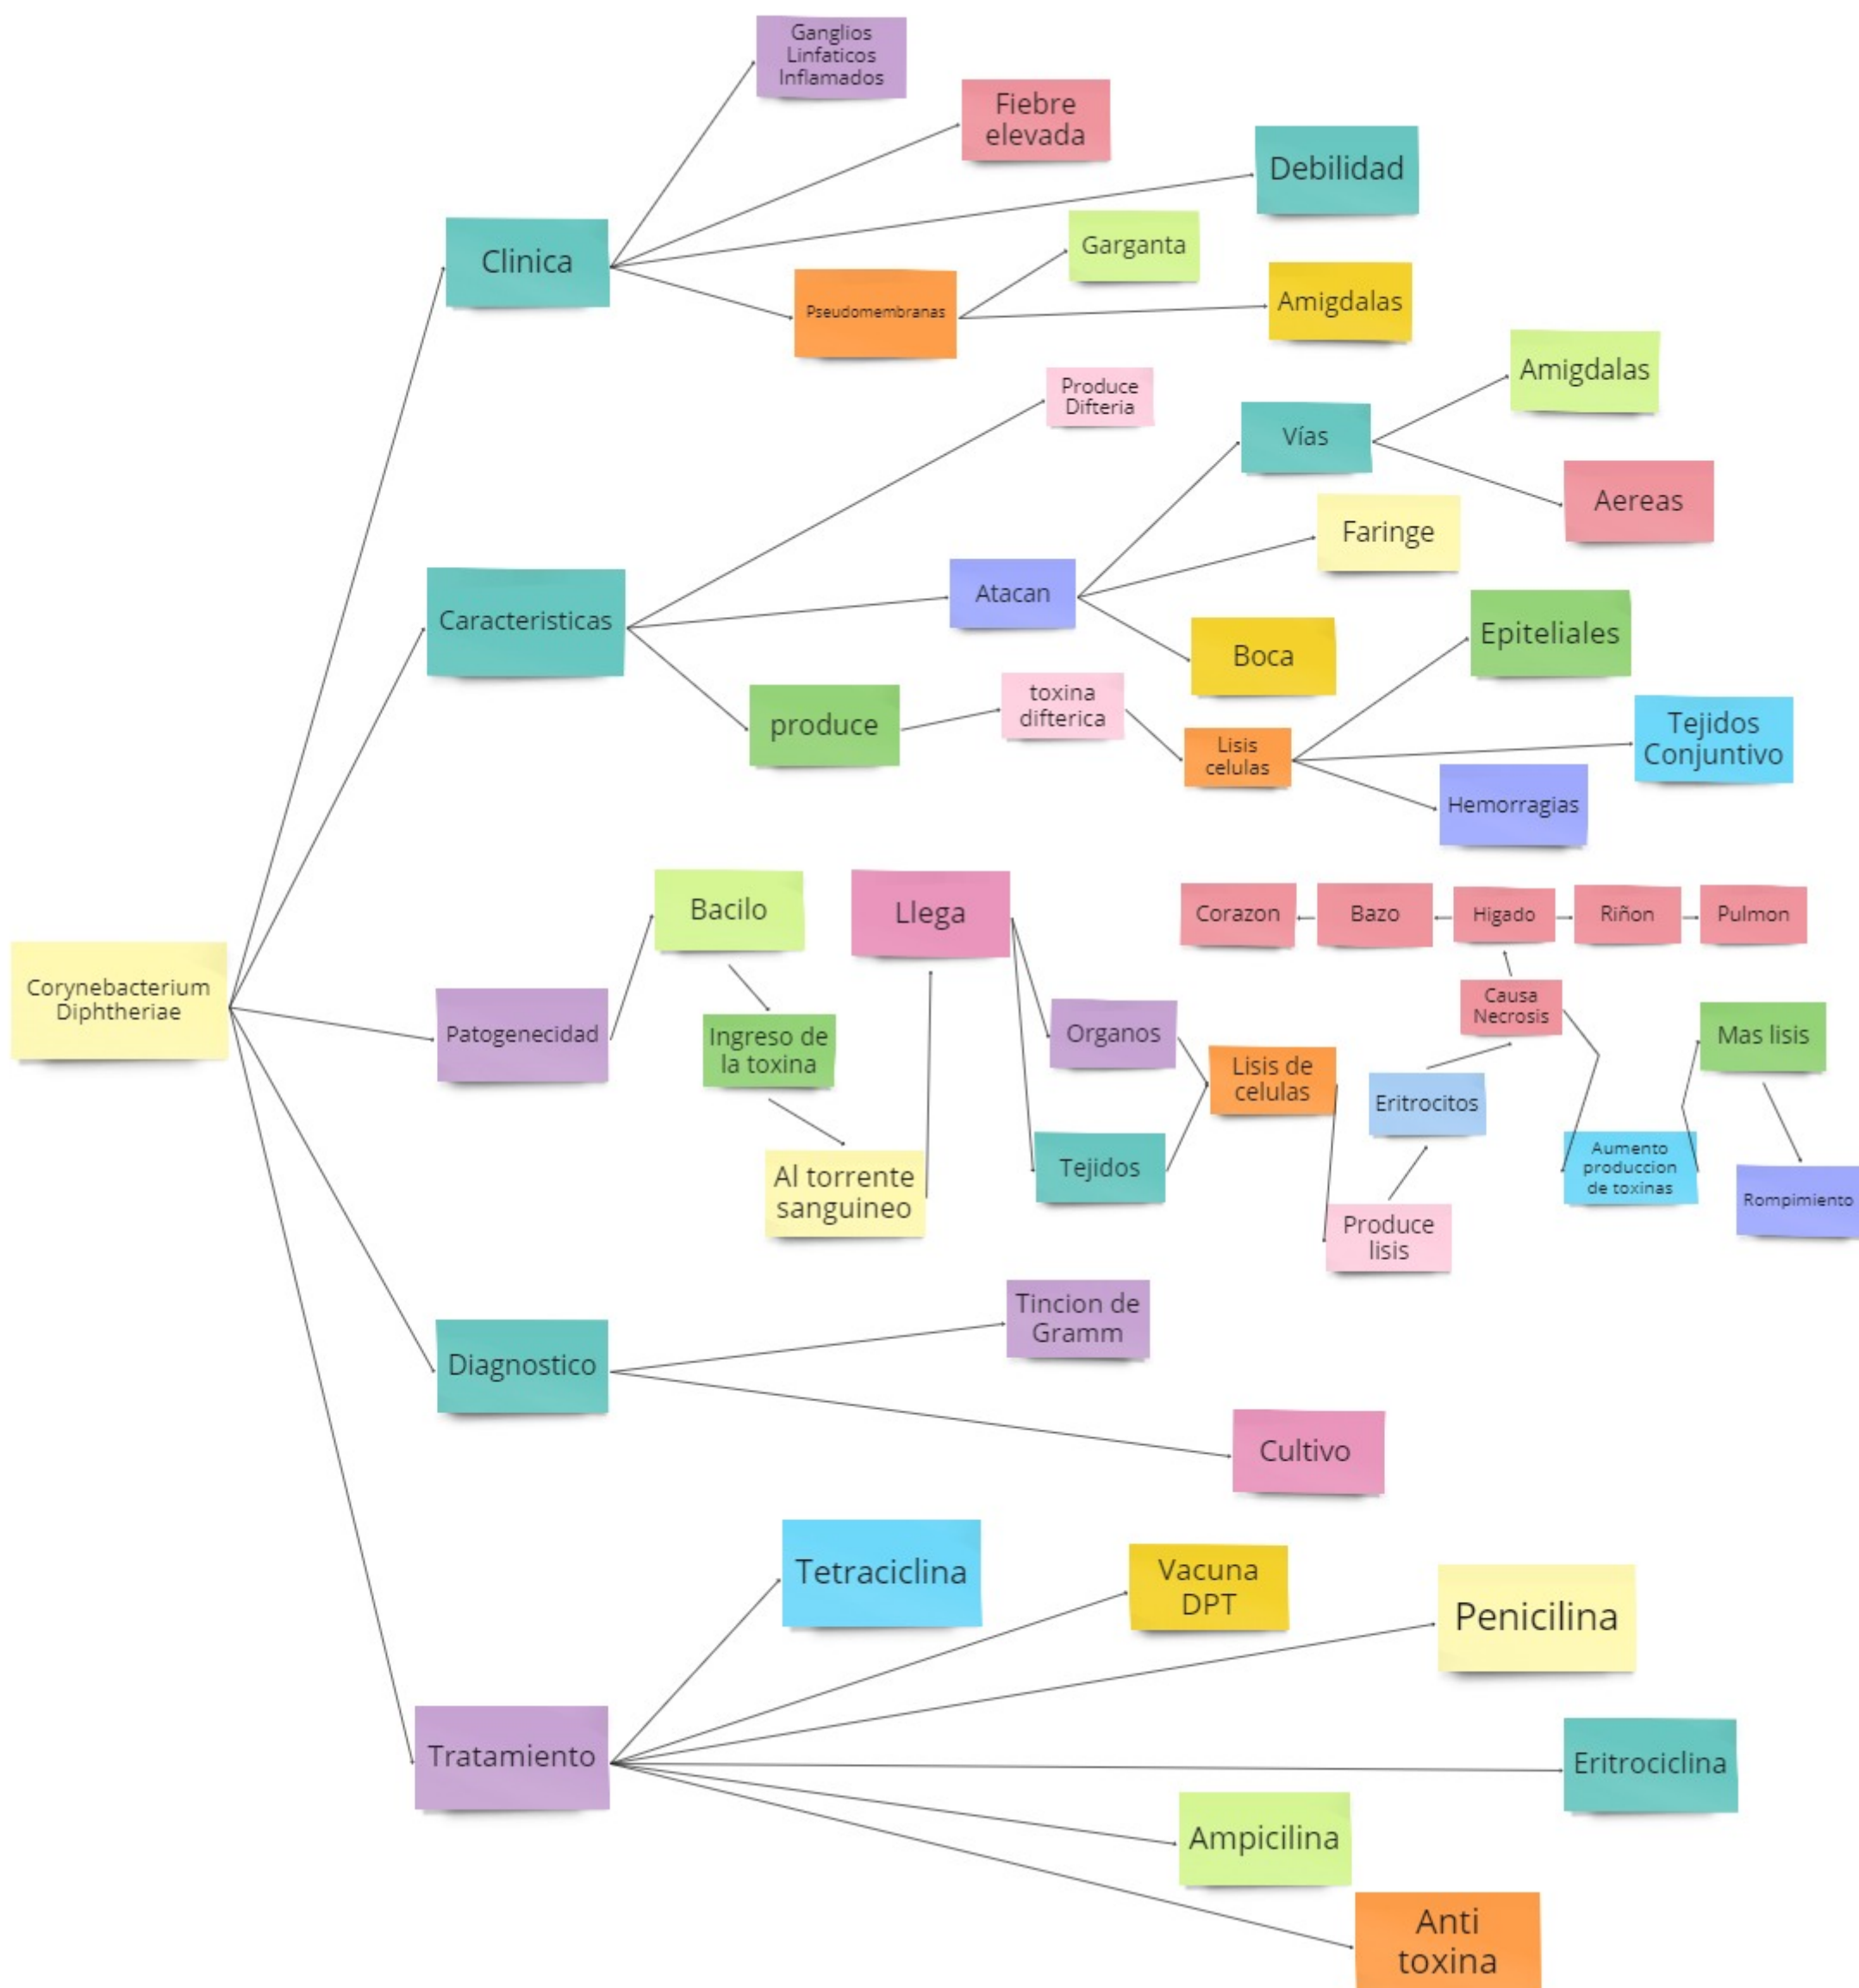 Ganglios
Linfaticos
Inflamados
Fiebre
elevada
Debilidad
Clinica
Garganta
Pseudomembranas
Amigdalas
Produce
Difteria
Vías
Amigdalas
Aereas
Caracteristicas
Atacan
Faringe
Boca
produce
toxina
difterica
Lisis
celulas
Epiteliales
Tejidos
Conjuntivo
Hemorragias
Corynebacterium
Diphtheriae
Patogenecidad
Bacilo
Ingreso de
la toxina
Al torrente
sanguineo
Llega
Organos
Tejidos
Lisis de
celulas
Produce
lisis
Eritrocitos
Causa
Necrosis
Corazon
Bazo
Higado
Riñon
Pulmon
Aumento
produccion
de toxinas
Mas lisis
Rompimiento
Diagnostico
Tincion de
Gramm
Cultivo
Tratamiento
Tetraciclina
Vacuna
DPT
Penicilina
Eritrociclina
Ampicilina
Anti
toxina